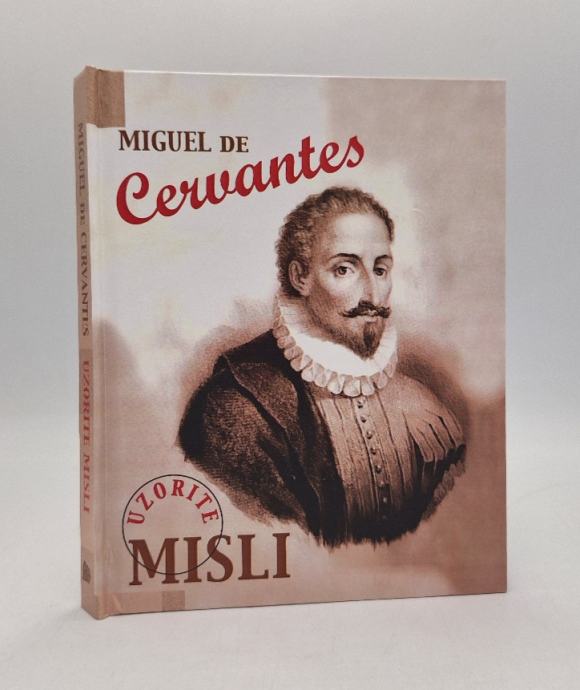 MIGUEL DE
Cervantes
UZORITE
MISLI
MIGUEL DE CERVANTES UZORITE MISLI